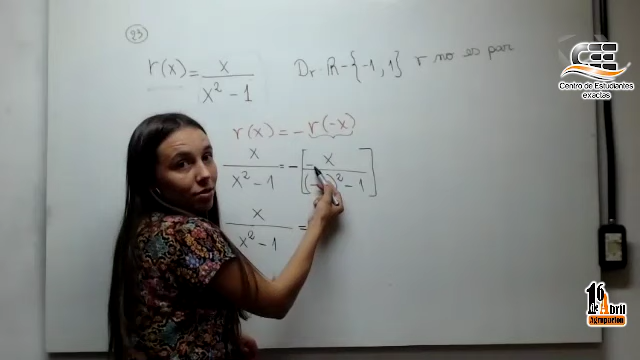 23
r(x) = x / (x² - 1)    Dr R - {-1, 1} r no es par
r(x) = - r(-x)
x / (x² - 1) = - [ -x / ((-x)² - 1) ]
x / (x² - 1) =
Centro de Estudiantes
exactas
16
de Abril
Agrupación